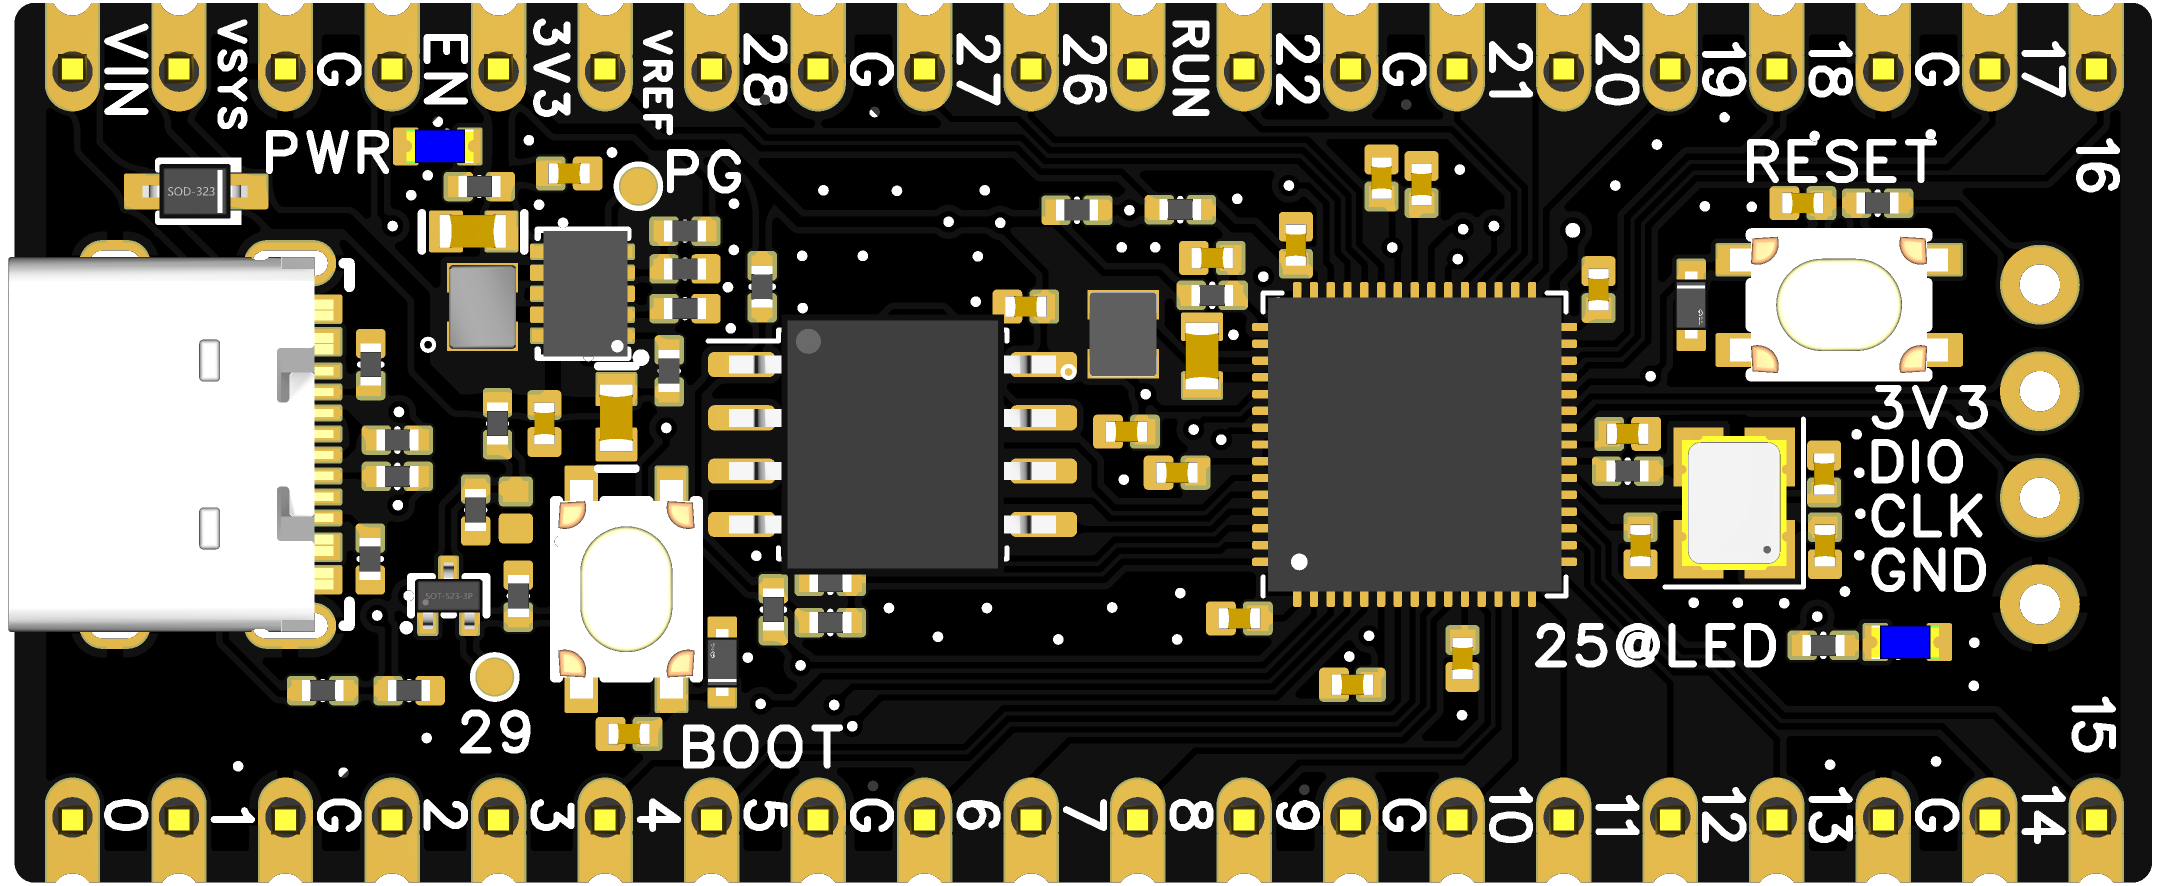 VIN
VSYS
G
EN
3V3
VREF
28
G
27
26
RUN
22
G
21
20
19
18
G
17
16
PWR
PG
RESET
SOD-323
3V3
DIO
CLK
GND
SOT-523-3P
25@LED
29
BOOT
15
0
1
G
2
3
4
5
G
6
7
8
9
G
10
11
12
13
G
14